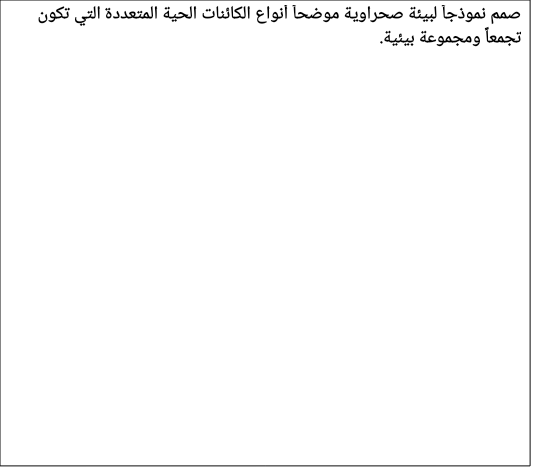 صمم نموذجاً لبيئة صحراوية موضحاً أنواع الكائنات الحية المتعددة التي تكون
تجمعاً ومجموعة بيئية.